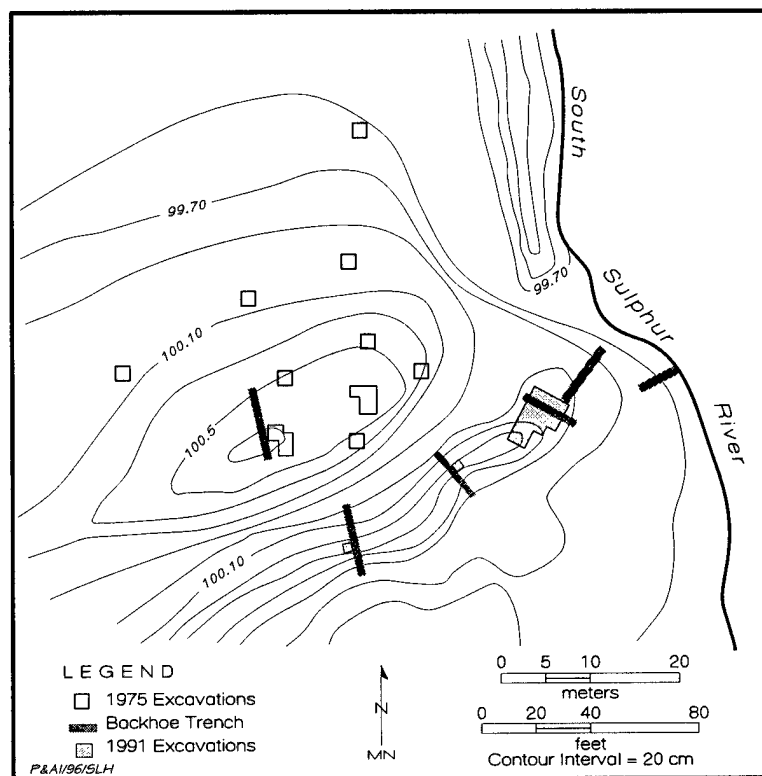 South
99.70
99.70
Sulphur
100.10
River
100.5
100.10
LEGEND
1975 Excavations
Backhoe Trench
1991 Excavations
P&AI/96/SLH
N
MN
0 5 10 20
meters
0 20 40 80
feet
Contour Interval = 20 cm